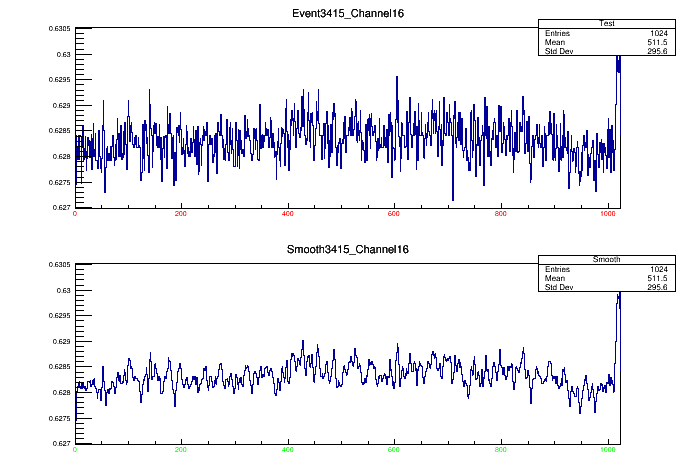 Event3415_Channel16
Test
Entries 1024
Mean 511.5
Std Dev 295.6
0.6305
0.63
0.6295
0.629
0.6285
0.628
0.6275
0.627
0 200 400 600 800 1000
Smooth3415_Channel16
Smooth
Entries 1024
Mean 511.5
Std Dev 295.6
0.6305
0.63
0.6295
0.629
0.6285
0.628
0.6275
0.627
0 200 400 600 800 1000